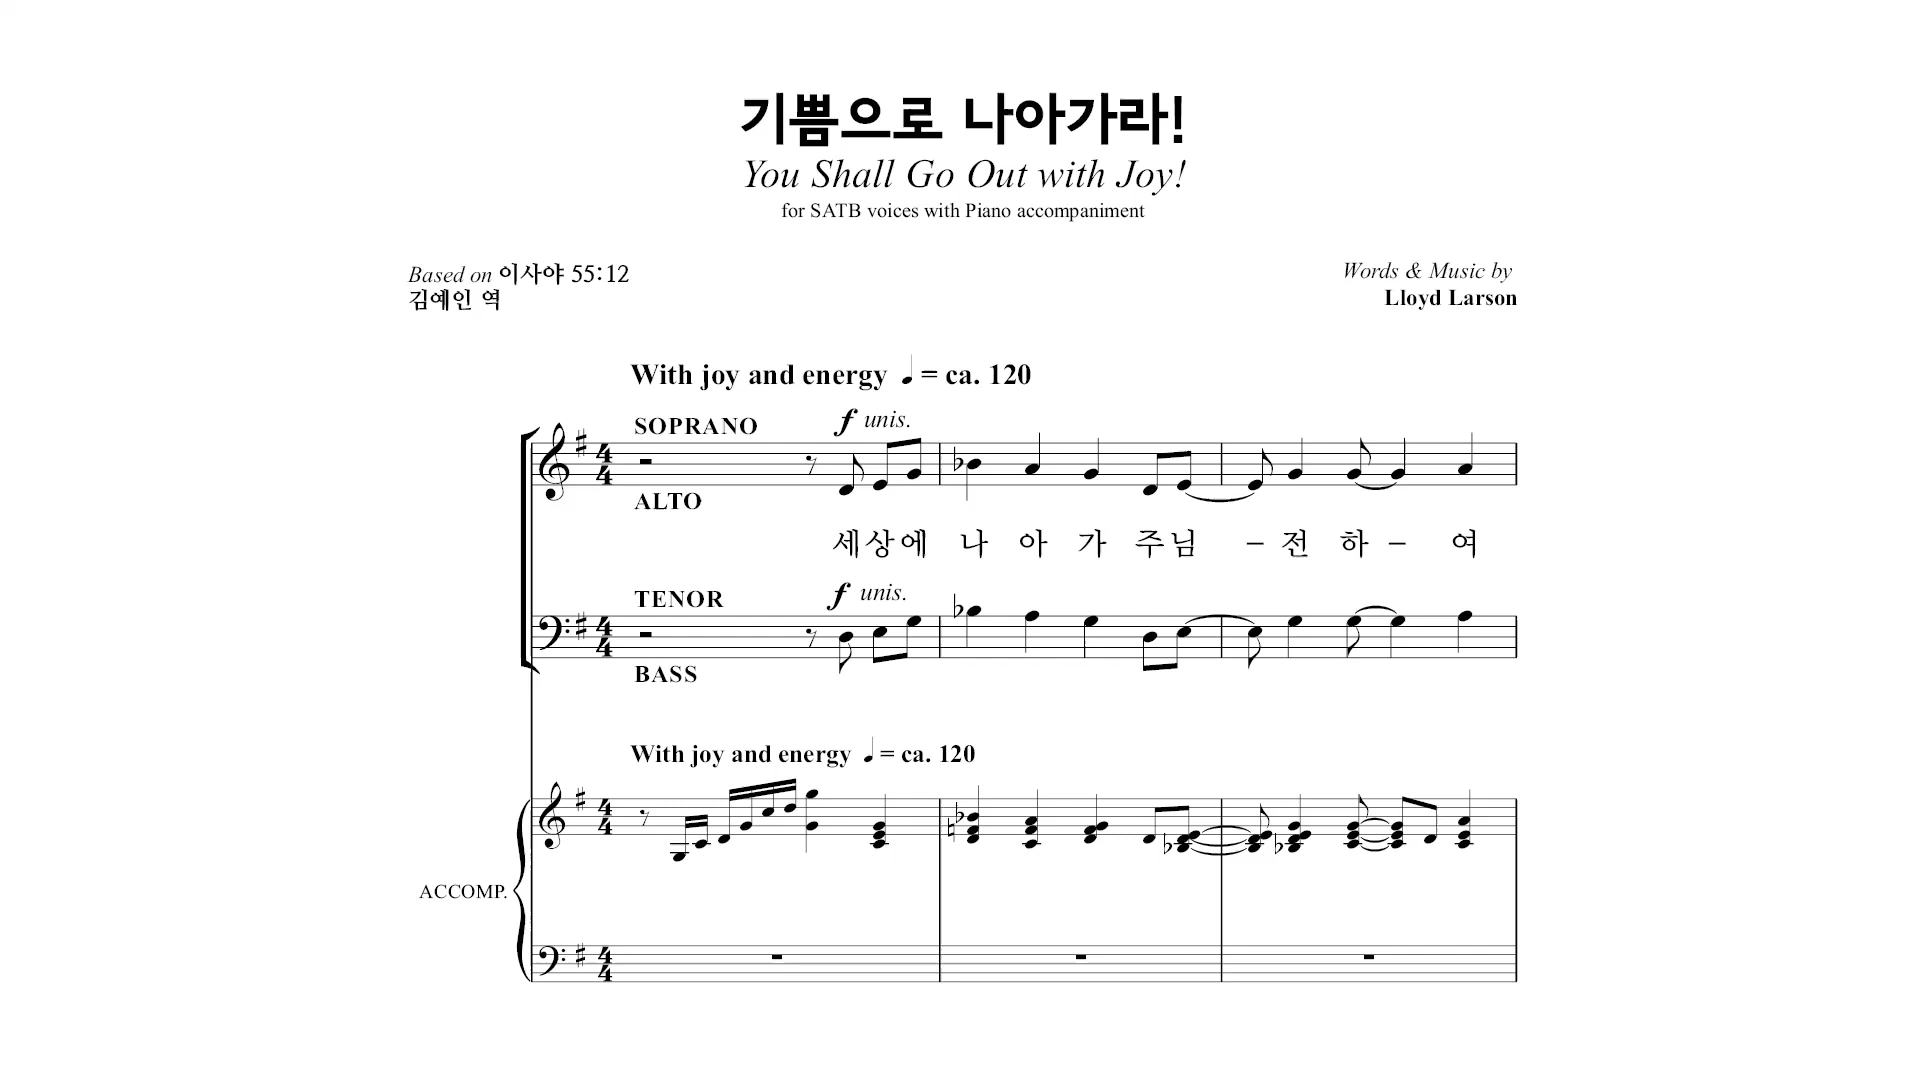 기쁨으로 나아가라!
You Shall Go Out with Joy!
for SATB voices with Piano accompaniment
Based on 이사야 55:12
김예인 역
Words & Music by
Lloyd Larson
With joy and energy ♩ = ca. 120
SOPRANO
f unis.
ALTO
세상에 나 아 가 주님 – 전 하 – 여
TENOR
f unis.
BASS
With joy and energy ♩ = ca. 120
ACCOMP.